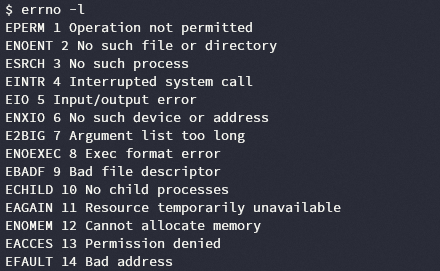 $ errno -l
EPERM 1 Operation not permitted
ENOENT 2 No such file or directory
ESRCH 3 No such process
EINTR 4 Interrupted system call
EIO 5 Input/output error
ENXIO 6 No such device or address
E2BIG 7 Argument list too long
ENOEXEC 8 Exec format error
EBADF 9 Bad file descriptor
ECHILD 10 No child processes
EAGAIN 11 Resource temporarily unavailable
ENOMEM 12 Cannot allocate memory
EACCES 13 Permission denied
EFAULT 14 Bad address